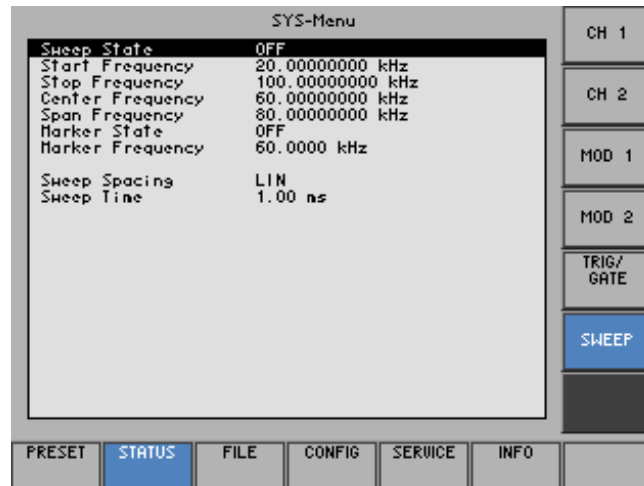 SYS-Menu
Sweep State OFF
Start Frequency 20.00000000 kHz
Stop Frequency 100.00000000 kHz
Center Frequency 60.00000000 kHz
Span Frequency 80.00000000 kHz
Marker State OFF
Marker Frequency 60.0000 kHz
Sweep Spacing LIN
Sweep Time 1.00 ms
CH 1
CH 2
MOD 1
MOD 2
TRIG/
GATE
SWEEP
PRESET STATUS FILE CONFIG SERVICE INFO